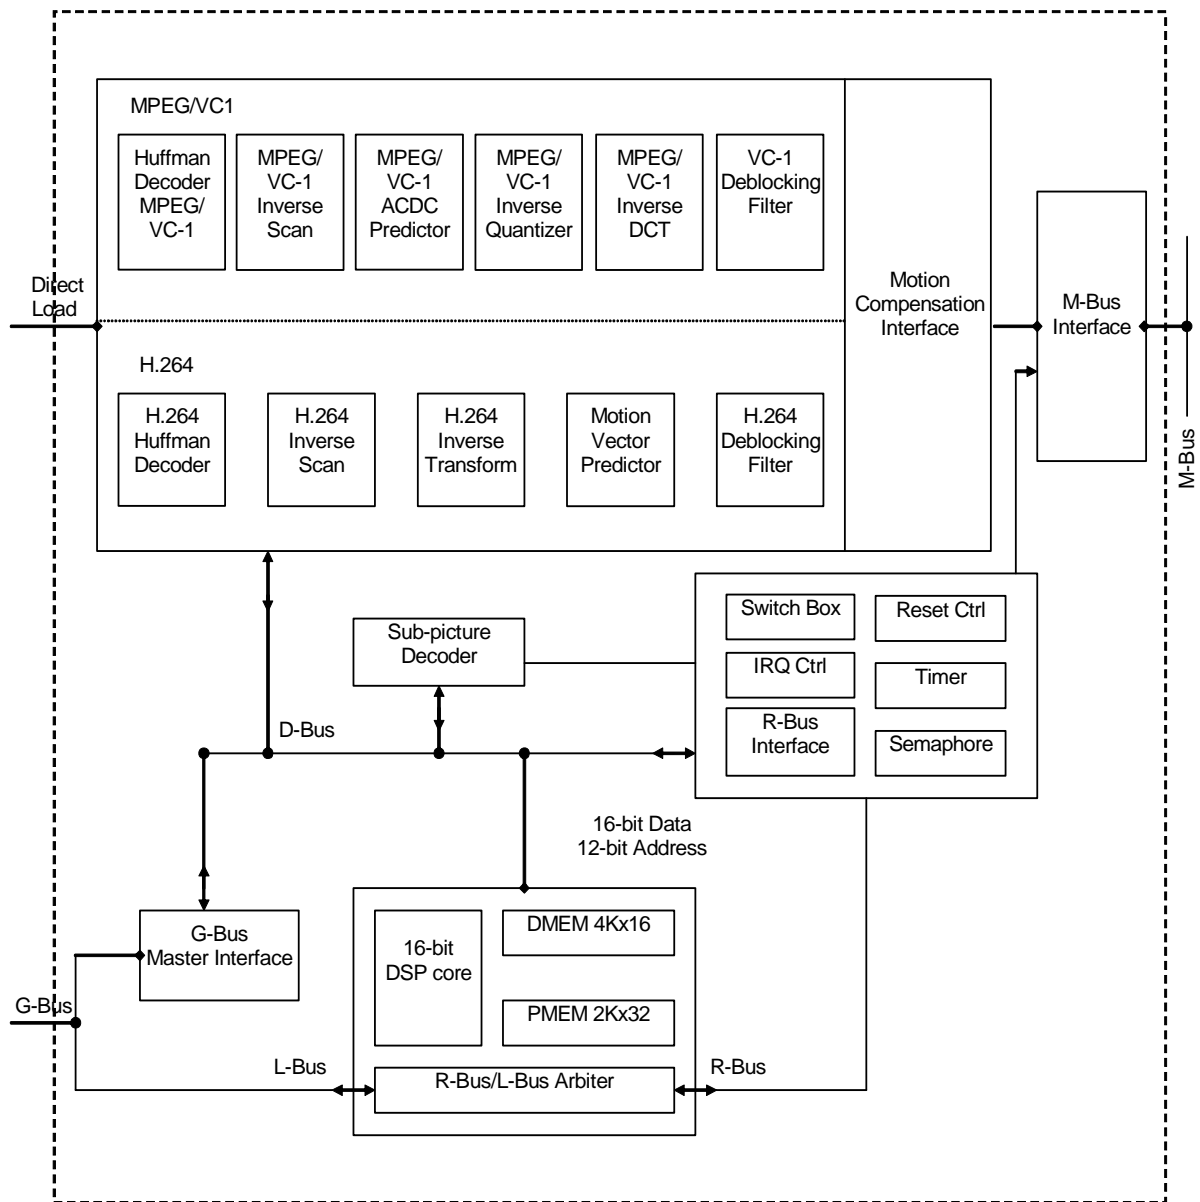 MPEG/VC1
Huffman
Decoder
MPEG/
VC-1
MPEG/
VC-1
Inverse
Scan
MPEG/
VC-1
ACDC
Predictor
MPEG/
VC-1
Inverse
Quantizer
MPEG/
VC-1
Inverse
DCT
VC-1
Deblocking
Filter
Direct
Load
Motion
Compensation
Interface
M-Bus
Interface
M-Bus
H.264
H.264
Huffman
Decoder
H.264
Inverse
Scan
H.264
Inverse
Transform
Motion
Vector
Predictor
H.264
Deblocking
Filter
Switch Box
Reset Ctrl
IRQ Ctrl
Timer
R-Bus
Interface
Semaphore
Sub-picture
Decoder
D-Bus
16-bit Data
12-bit Address
G-Bus
Master Interface
16-bit
DSP core
DMEM 4Kx16
PMEM 2Kx32
G-Bus
L-Bus
R-Bus/L-Bus Arbiter
R-Bus